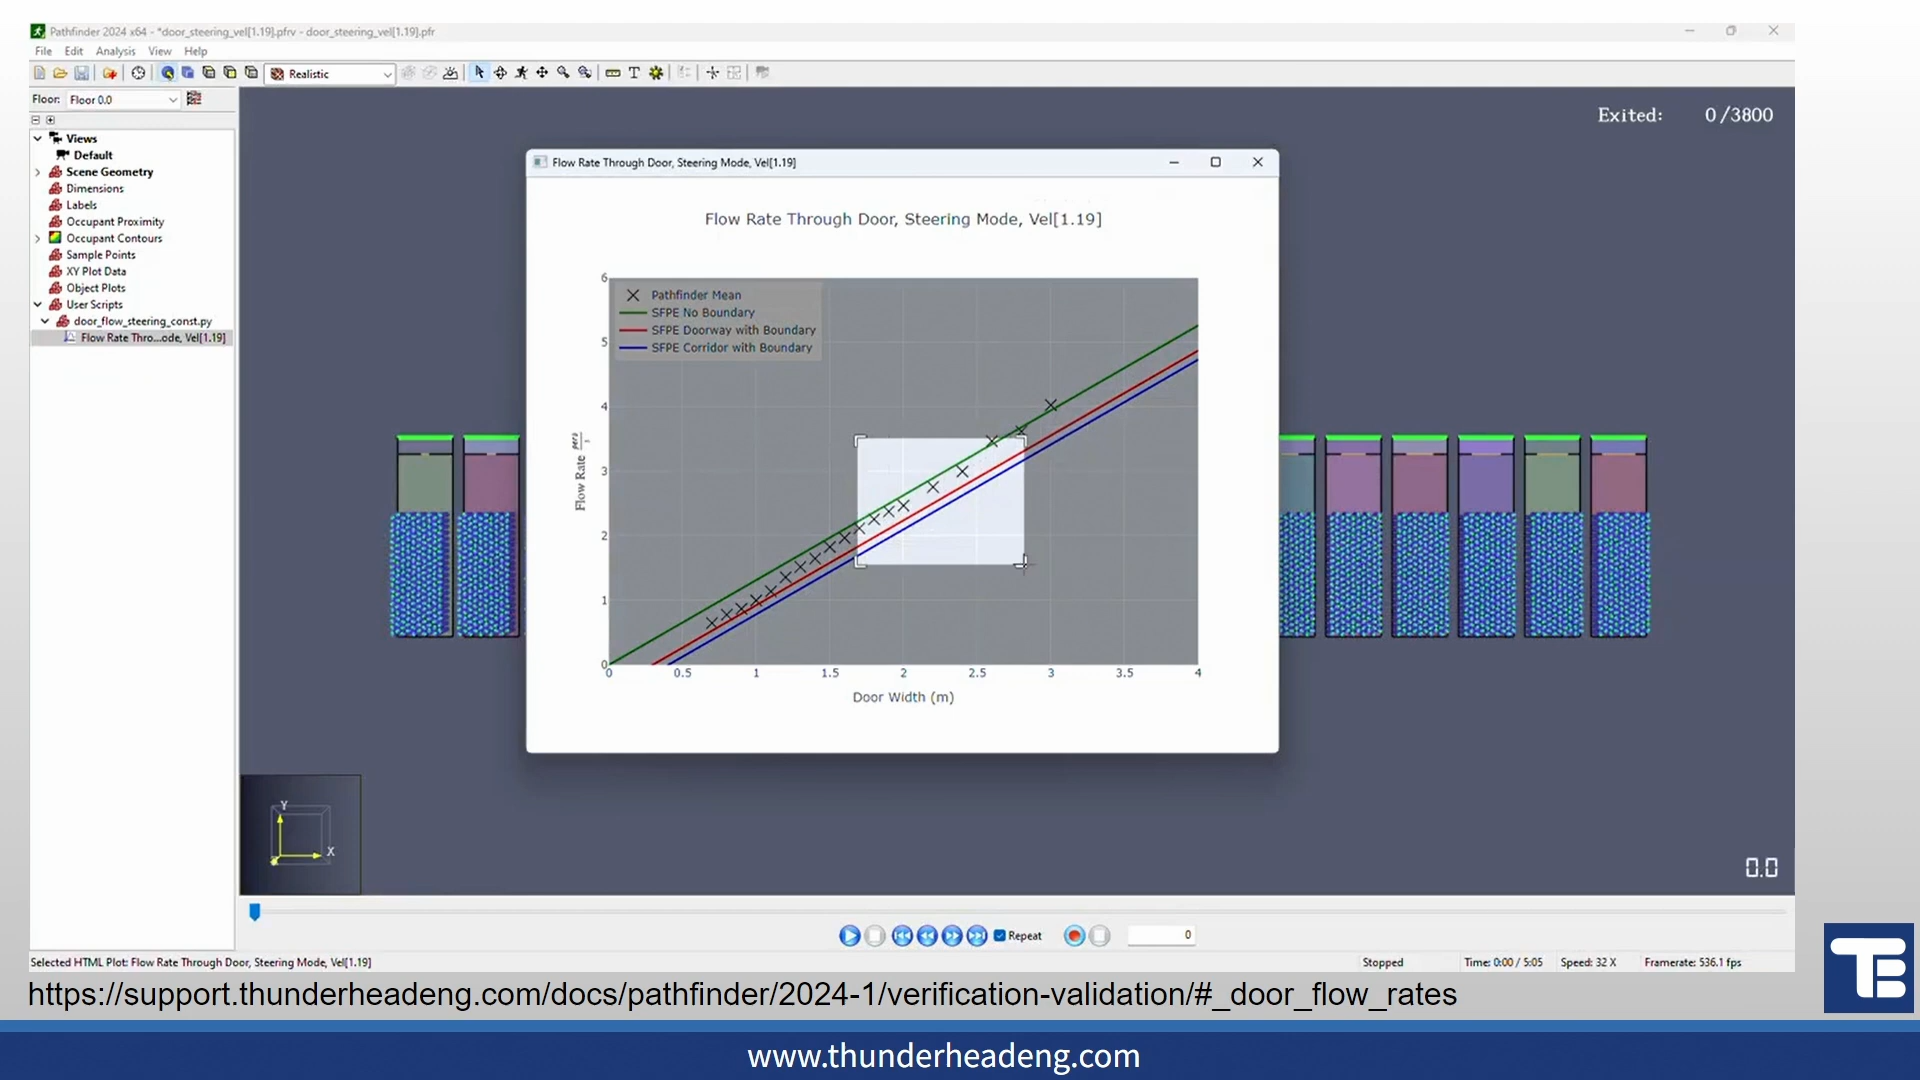 Pathfinder 2024 x64 - *door_steering_vel[1.19].pfrv - door_steering_vel[1.19].pfr
File Edit Analysis View Help
Realistic
Floor: Floor 0.0
Views
Default
Scene Geometry
Dimensions
Labels
Occupant Proximity
Occupant Contours
Sample Points
XY Plot Data
Object Plots
User Scripts
door_flow_steering_const.py
Flow Rate Thro...ode, Vel[1.19]
Exited: 0/3800
Flow Rate Through Door, Steering Mode, Vel[1.19]
Flow Rate Through Door, Steering Mode, Vel[1.19]
Pathfinder Mean
SFPE No Boundary
SFPE Doorway with Boundary
SFPE Corridor with Boundary
6
5
4
3
2
1
0
Flow Rate pers/s
0 0.5 1 1.5 2 2.5 3 3.5 4
Door Width (m)
Y
X
0.0
Repeat
0
Selected HTML Plot: Flow Rate Through Door, Steering Mode, Vel[1.19]
Stopped Time: 0:00 / 5:05 Speed: 32 X Framerate: 536.1 fps
https://support.thunderheadeng.com/docs/pathfinder/2024-1/verification-validation/#_door_flow_rates
TB
www.thunderheadeng.com